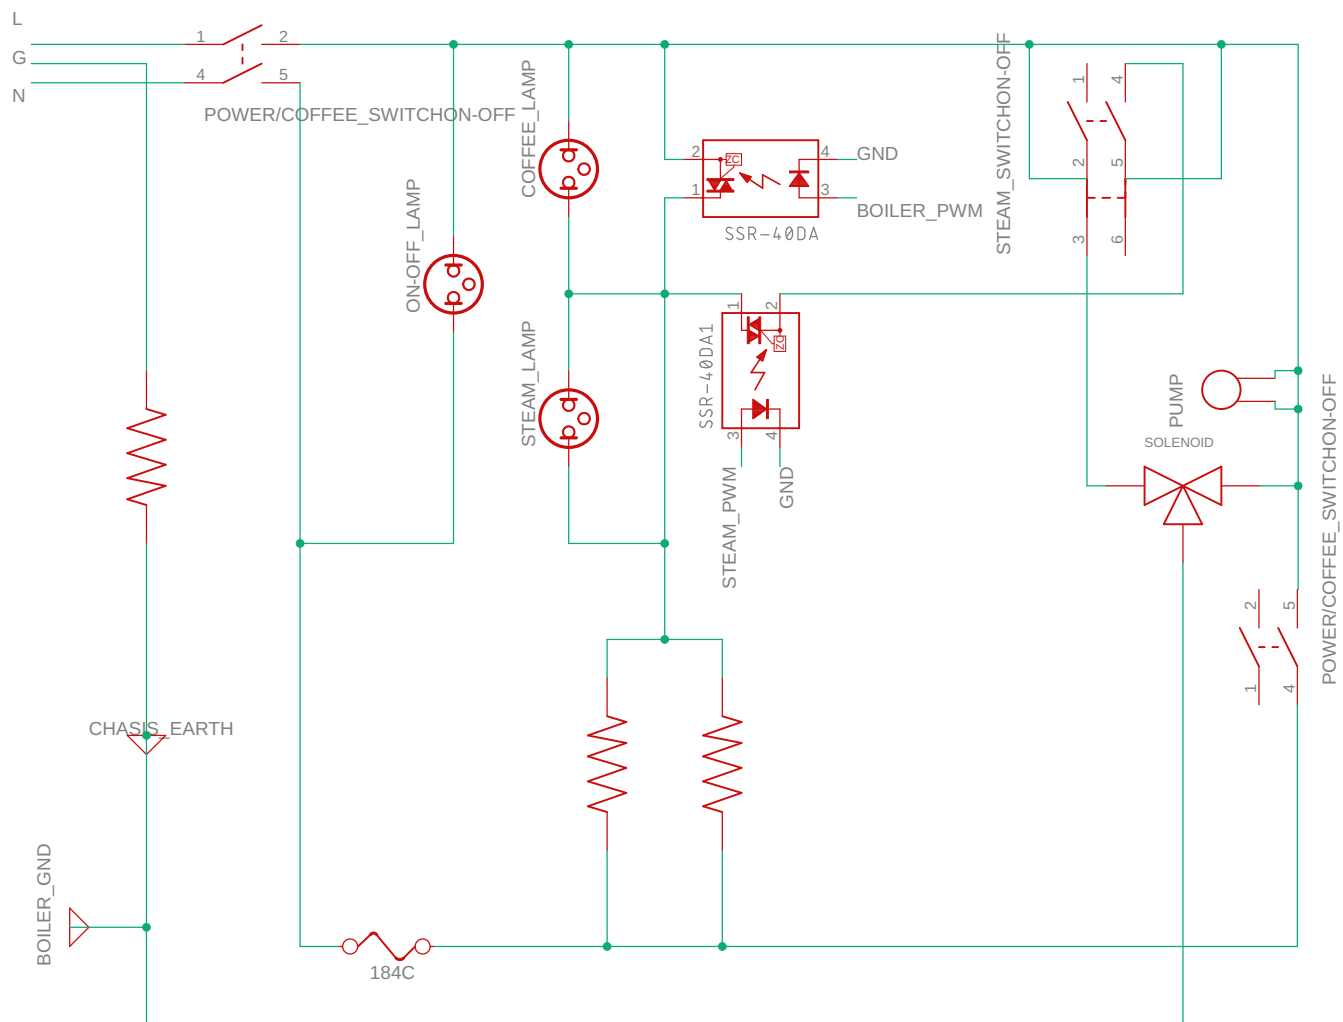 L
G
N
1
2
4
5
POWER/COFFEE_SWITCHON-OFF
COFFEE_LAMP
ON-OFF_LAMP
STEAM_LAMP
2
ZC
1
4
3
GND
BOILER_PWM
SSR-40DA
STEAM_SWITCHON-OFF
1
4
2
5
3
6
1
2
ZC
SSR-40DA1
3
4
STEAM_PWM
GND
PUMP
SOLENOID
POWER/COFFEE_SWITCHON-OFF
2
5
1
4
CHASIS_EARTH
BOILER_GND
184C